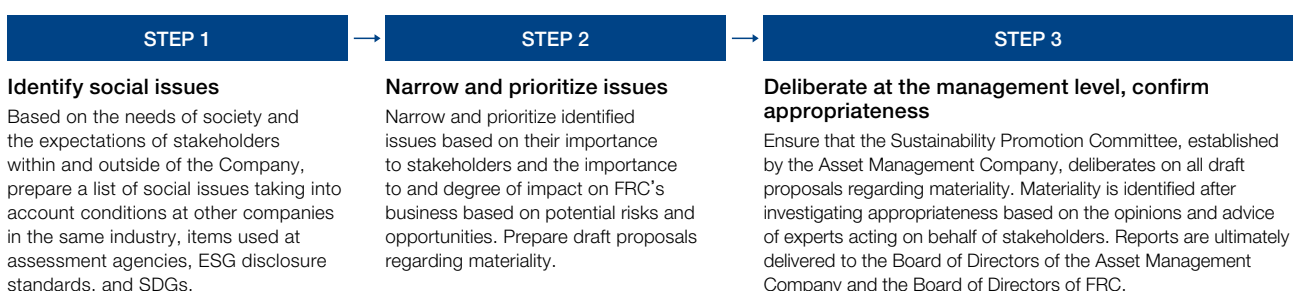 STEP 1
→
STEP 2
→
STEP 3
Identify social issues
Based on the needs of society and
the expectations of stakeholders
within and outside of the Company,
prepare a list of social issues taking into
account conditions at other companies
in the same industry, items used at
assessment agencies, ESG disclosure
standards, and SDGs.
Narrow and prioritize issues
Narrow and prioritize identified
issues based on their importance
to stakeholders and the importance
to and degree of impact on FRC's
business based on potential risks and
opportunities. Prepare draft proposals
regarding materiality.
Deliberate at the management level, confirm
appropriateness
Ensure that the Sustainability Promotion Committee, established
by the Asset Management Company, deliberates on all draft
proposals regarding materiality. Materiality is identified after
investigating appropriateness based on the opinions and advice
of experts acting on behalf of stakeholders. Reports are ultimately
delivered to the Board of Directors of the Asset Management
Company and the Board of Directors of FRC.